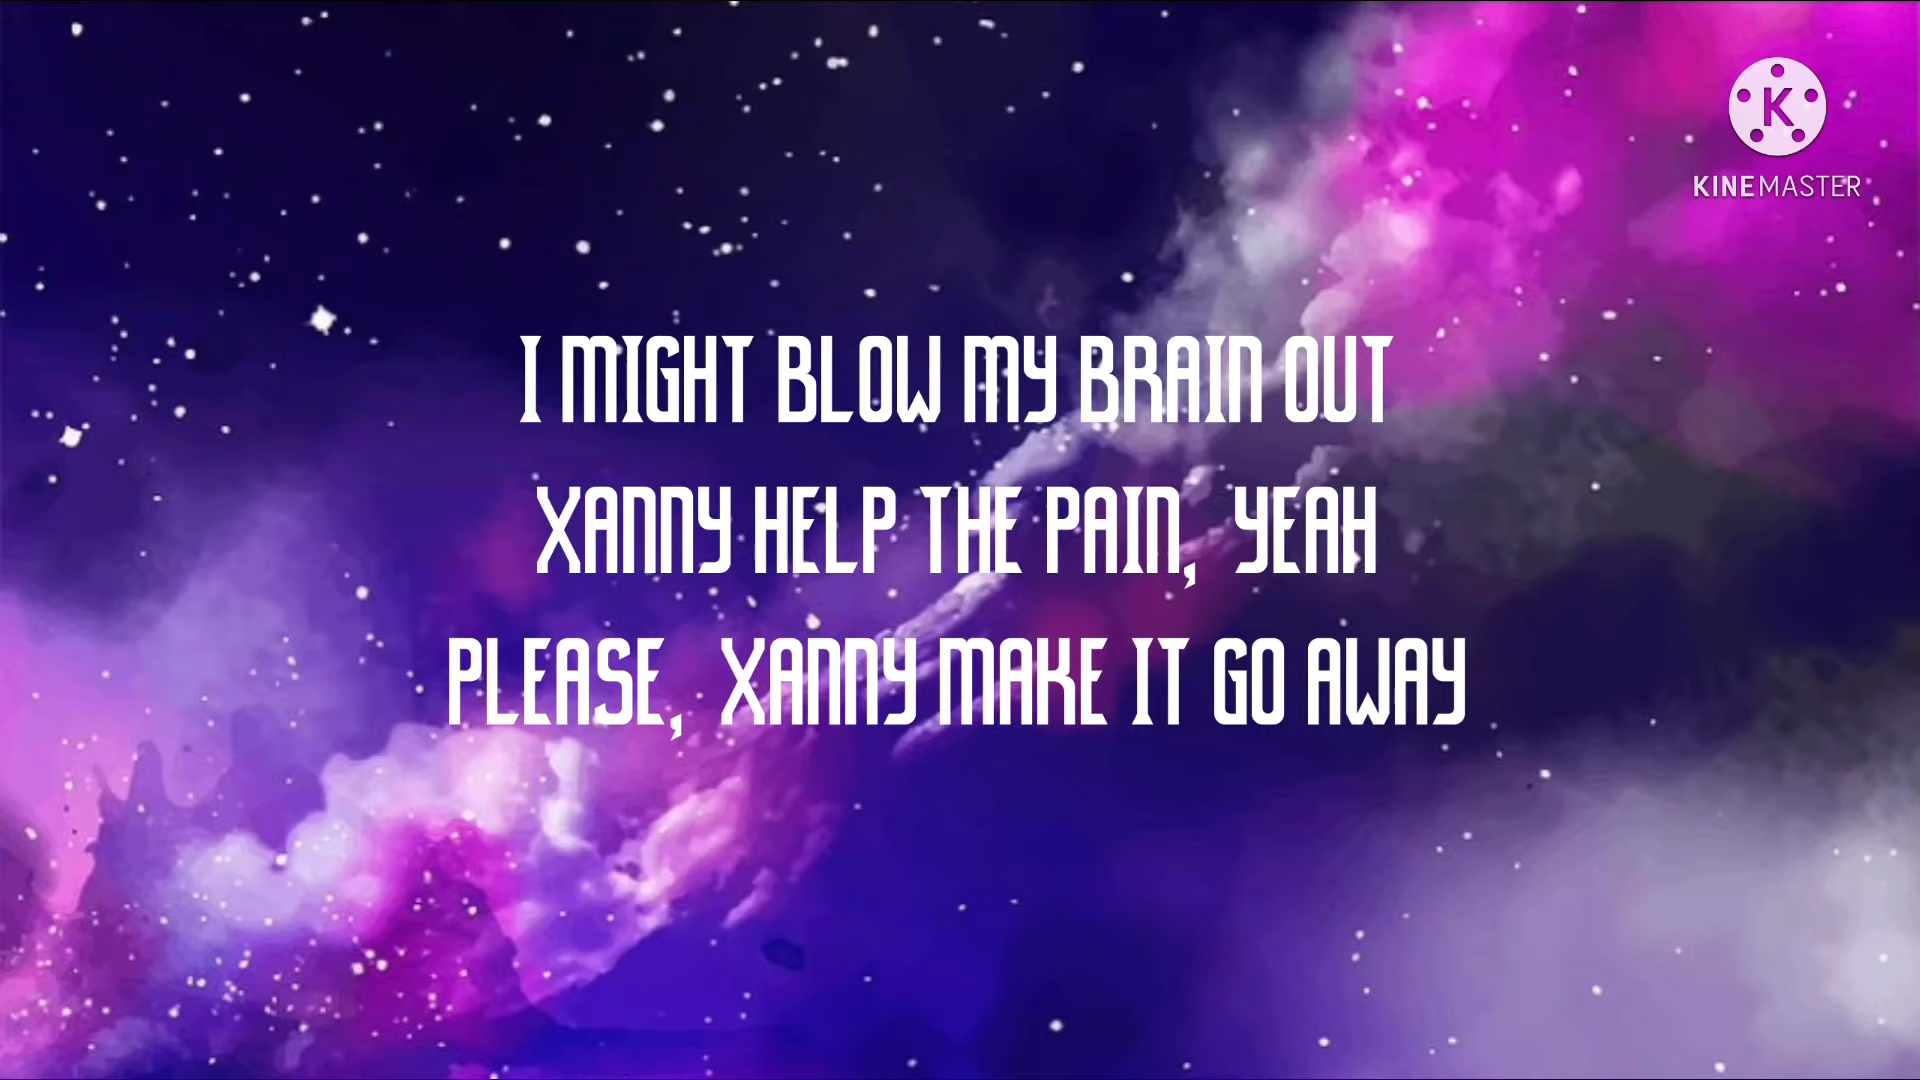 K
KINEMASTER
I MIGHT BLOW MY BRAIN OUT
XANNY HELP THE PAIN, YEAH
PLEASE, XANNY MAKE IT GO AWAY